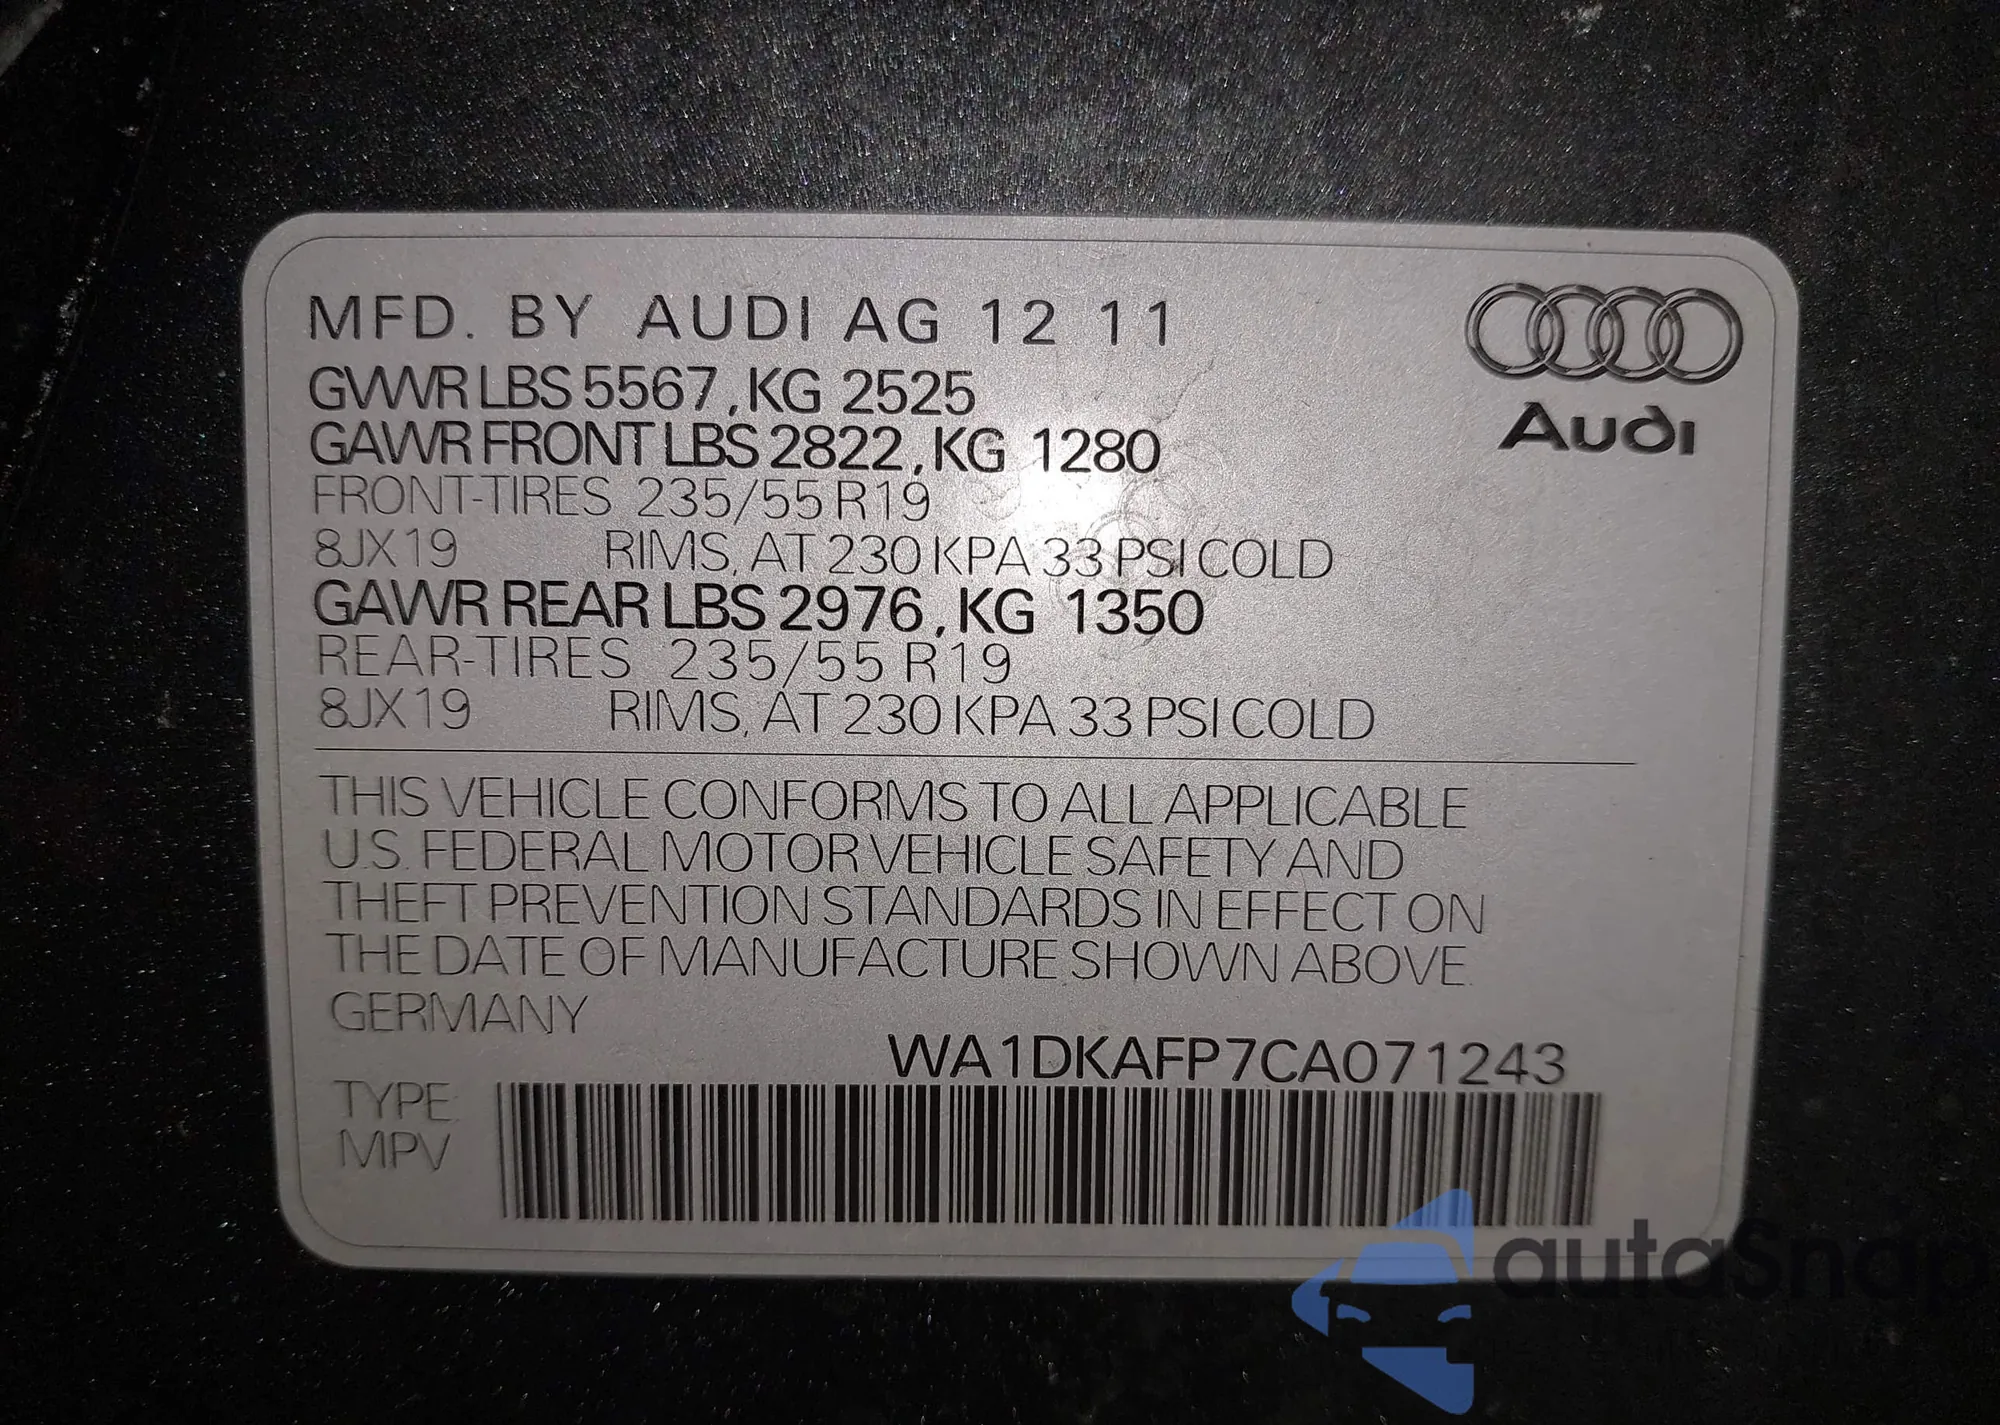 MFD. BY AUDI AG 12 11
GVWR LBS 5567, KG 2525
GAWR FRONT LBS 2822, KG 1280
FRONT-TIRES 235/55 R19
8JX19 RIMS, AT 230 KPA 33 PSI COLD
GAWR REAR LBS 2976, KG 1350
REAR-TIRES 235/55 R19
8JX19 RIMS, AT 230 KPA 33 PSI COLD
Audi
THIS VEHICLE CONFORMS TO ALL APPLICABLE
U.S. FEDERAL MOTOR VEHICLE SAFETY AND
THEFT PREVENTION STANDARDS IN EFFECT ON
THE DATE OF MANUFACTURE SHOWN ABOVE.
GERMANY
WA1DKAFP7CA071243
TYPE:
MPV
autaSnap